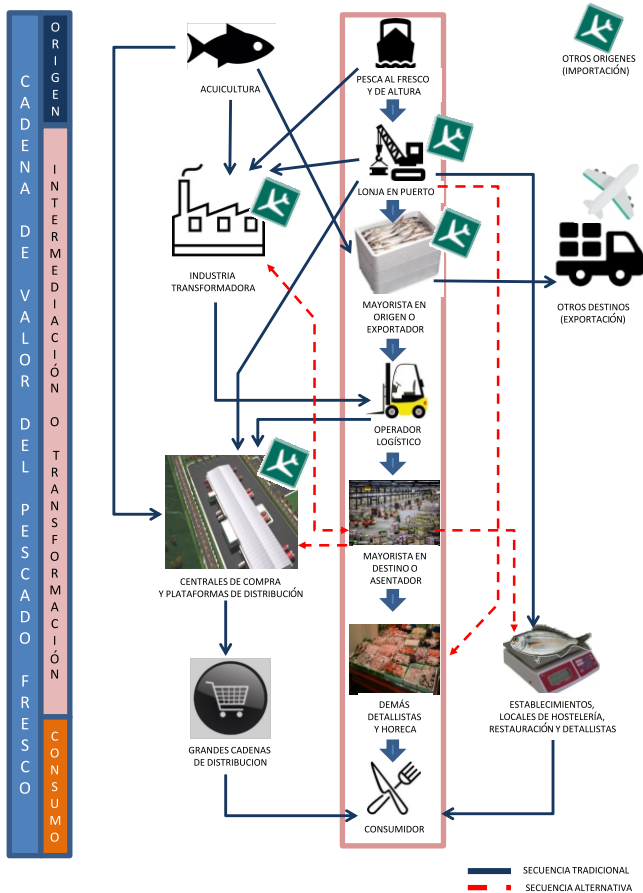 CADENA DE VALOR DEL PESCADO FRESCO
ORIGEN
INTERMEDIACIÓN O TRANSFORMACIÓN
CONSUMO
ACUICULTURA
PESCA AL FRESCO
Y DE ALTURA
OTROS ORIGENES
(IMPORTACIÓN)
LONJA EN PUERTO
INDUSTRIA
TRANSFORMADORA
MAYORISTA EN
ORIGEN O
EXPORTADOR
OTROS DESTINOS
(EXPORTACIÓN)
OPERADOR
LOGÍSTICO
CENTRALES DE COMPRA
Y PLATAFORMAS DE DISTRIBUCIÓN
MAYORISTA EN
DESTINO O
ASENTADOR
DEMÁS
DETALLISTAS
Y HORECA
ESTABLECIMIENTOS,
LOCALES DE HOSTELERÍA,
RESTAURACIÓN Y DETALLISTAS
GRANDES CADENAS
DE DISTRIBUCION
CONSUMIDOR
SECUENCIA TRADICIONAL
SECUENCIA ALTERNATIVA